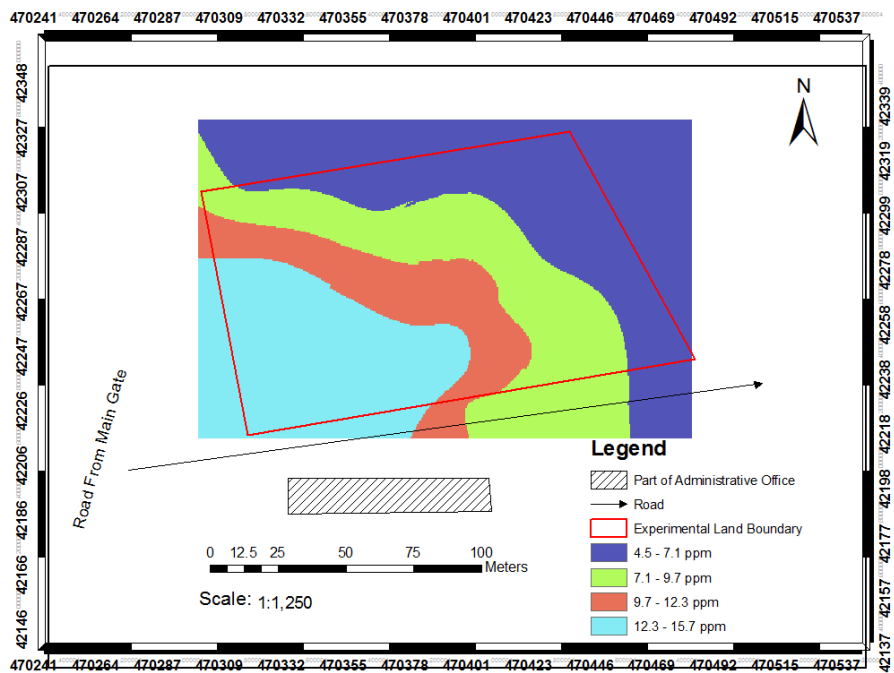 470241 470264 470287 470309 470332 470355 470378 470401 470423 470446 470469 470492 470515 470537
42348
42327
42307
42287
42267
42247
42226
42206
42186
42166
42146
N
42339
42319
42299
42278
42258
42238
42218
42198
42177
42157
42137
Road From Main Gate
Legend
Part of Administrative Office
Road
Experimental Land Boundary
4.5 - 7.1 ppm
7.1 - 9.7 ppm
9.7 - 12.3 ppm
12.3 - 15.7 ppm
0 12.5 25 50 75 100
Meters
Scale: 1:1,250
470241 470264 470287 470309 470332 470355 470378 470401 470423 470446 470469 470492 470515 470537